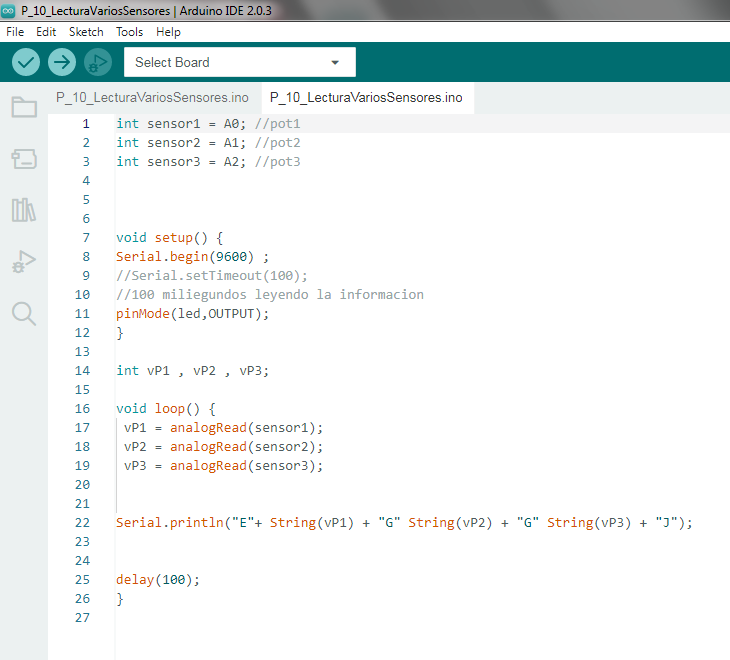 P_10_LecturaVariosSensores | Arduino IDE 2.0.3
File Edit Sketch Tools Help
Select Board
P_10_LecturaVariosSensores.ino P_10_LecturaVariosSensores.ino
1 int sensor1 = A0; //pot1
2 int sensor2 = A1; //pot2
3 int sensor3 = A2; //pot3
4
5
6
7 void setup() {
8 Serial.begin(9600) ;
9 //Serial.setTimeout(100);
10 //100 miliegundos leyendo la informacion
11 pinMode(led,OUTPUT);
12 }
13
14 int vP1 , vP2 , vP3;
15
16 void loop() {
17 vP1 = analogRead(sensor1);
18 vP2 = analogRead(sensor2);
19 vP3 = analogRead(sensor3);
20
21
22 Serial.println("E"+ String(vP1) + "G" String(vP2) + "G" String(vP3) + "J");
23
24
25 delay(100);
26 }
27